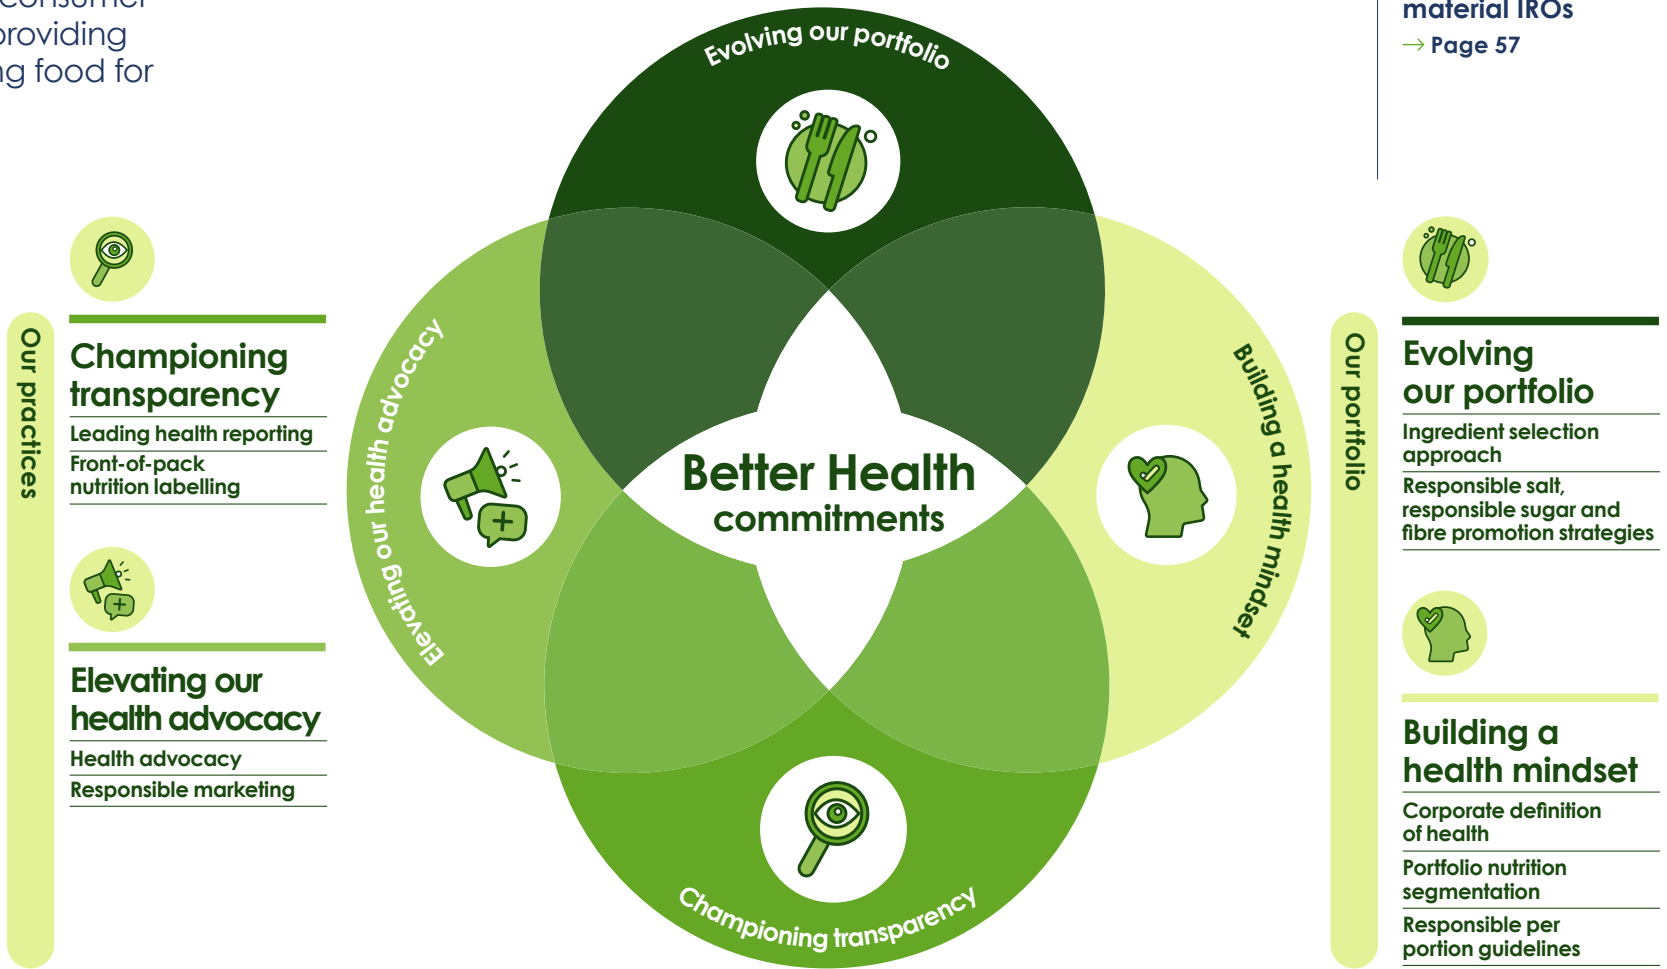 consumer
providing
ng food for
material IROs
→ Page 57
Our practices
Championing
transparency
Leading health reporting
Front-of-pack
nutrition labelling
Elevating our
health advocacy
Health advocacy
Responsible marketing
Evolving our portfolio
Elevating our health advocacy
Better Health
commitments
Building a health mindset
Championing transparency
Our portfolio
Evolving
our portfolio
Ingredient selection
approach
Responsible salt,
responsible sugar and
fibre promotion strategies
Building a
health mindset
Corporate definition
of health
Portfolio nutrition
segmentation
Responsible per
portion guidelines